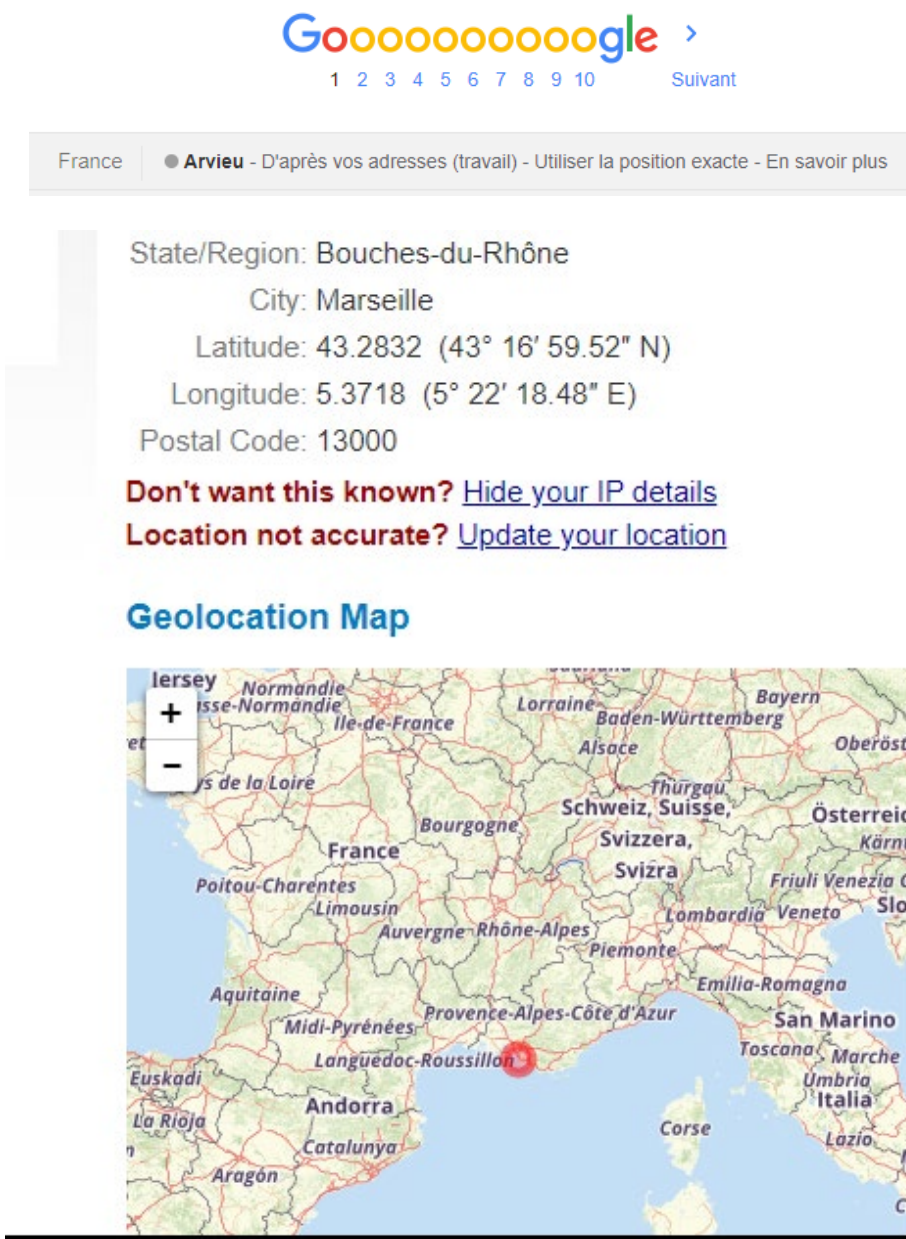 Goooooooooogle >
1 2 3 4 5 6 7 8 9 10 Suivant
France Arvieu - D'après vos adresses (travail) - Utiliser la position exacte - En savoir plus
State/Region: Bouches-du-Rhône
City: Marseille
Latitude: 43.2832 (43° 16′ 59.52″ N)
Longitude: 5.3718 (5° 22′ 18.48″ E)
Postal Code: 13000
Don't want this known? Hide your IP details
Location not accurate? Update your location
Geolocation Map
Jersey
Normandie
+
sse-Normandie
Ile-de-France
Lorraine
Bayern
Baden-Württemberg
Alsace
Oberöst
−
ys de la Loire
Thurgau
Schweiz, Suisse,
Svizzera,
Svizra
Österreic
Bourgogne
Kärnt
France
Poitou-Charentes
Friuli Venezia G
Limousin
Lombardia
Veneto
Slo
Auvergne-Rhône-Alpes
Piemonte
Emilia-Romagna
Aquitaine
Provence-Alpes-Côte d'Azur
San Marino
Midi-Pyrénées
Toscana
Marche
Languedoc-Roussillon
Euskadi
Umbria
Italia
Andorra
La Rioja
Corse
Catalunya
Lazio
Aragón